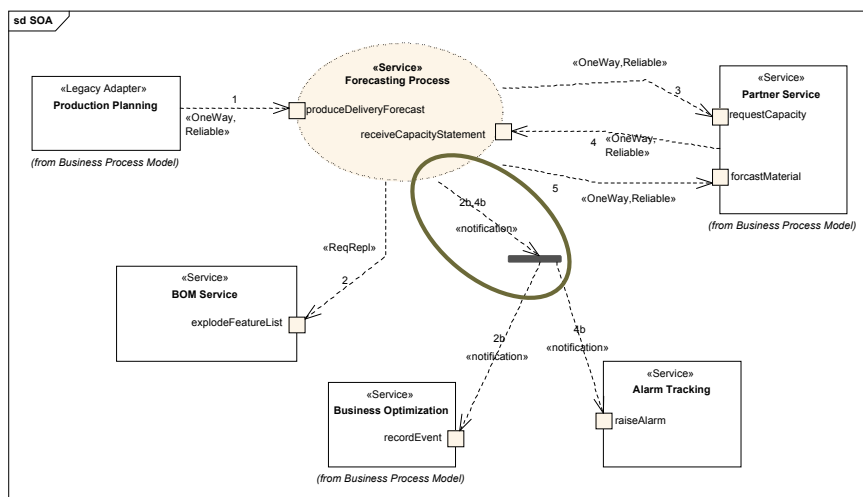 sd SOA
«Legacy Adapter»
Production Planning
(from Business Process Model)
1
«OneWay,
Reliable»
«Service»
Forecasting Process
produceDeliveryForecast
receiveCapacityStatement
«OneWay,Reliable»
3
«Service»
Partner Service
requestCapacity
4
«OneWay,
Reliable»
forcastMaterial
5
«OneWay,Reliable»
(from Business Process Model)
2b,4b
«notification»
«ReqRepl»
2
«Service»
BOM Service
explodeFeatureList
2b
«notification»
4b
«notification»
«Service»
Business Optimization
recordEvent
(from Business Process Model)
«Service»
Alarm Tracking
raiseAlarm